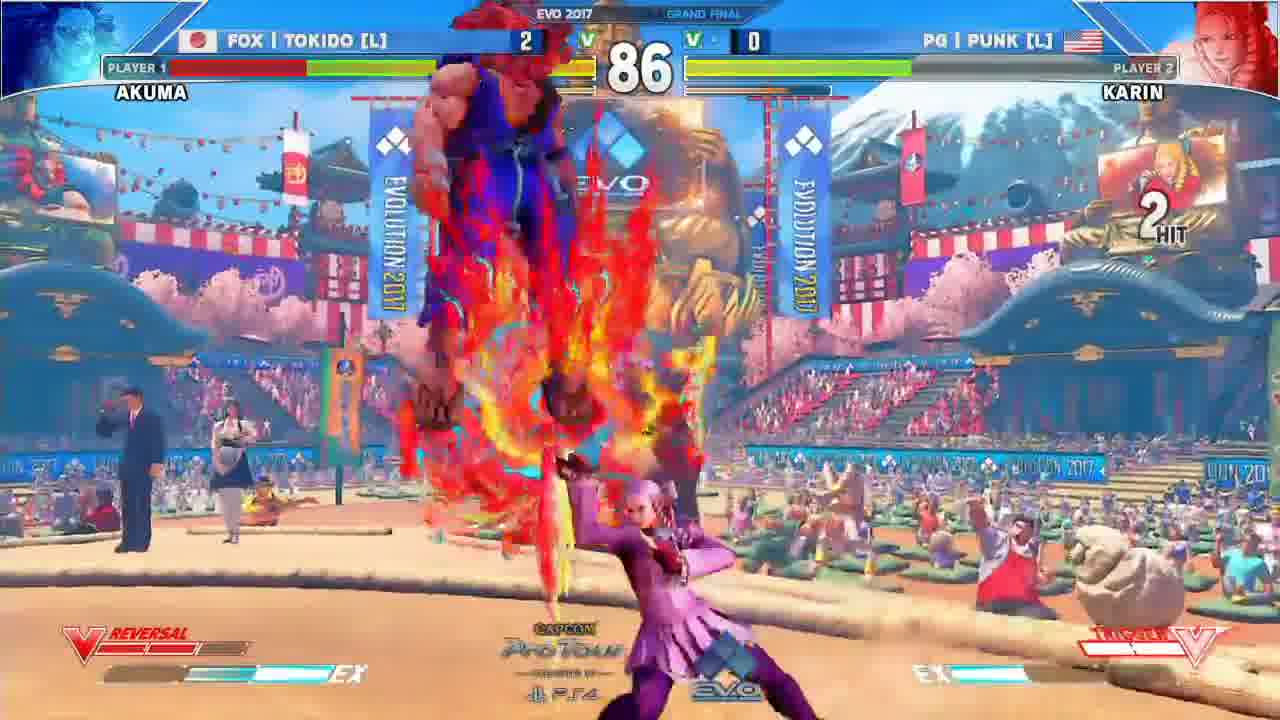 EVO 2017 GRAND FINAL
FOX | TOKIDO [L] 2 V 86 V 0 PG | PUNK [L]
PLAYER 1 PLAYER 2
AKUMA KARIN
EVO
EVOLUTION 2017
EVOLUTION 2017
2 HIT
2017
REVERSAL
TRIGGER
V
V
EX
EX
CAPCOM
Pro Tour
PS4
EVO